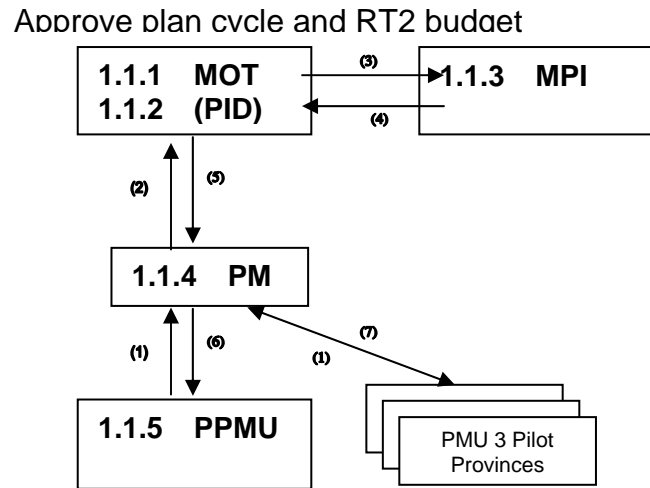 Approve plan cycle and RT2 budget
1.1.1 MOT
1.1.2 (PID)
(3)
1.1.3 MPI
(4)
(2)
(5)
1.1.4 PM
(1)
(6)
(7)
(1)
1.1.5 PPMU
PMU 3 Pilot
Provinces